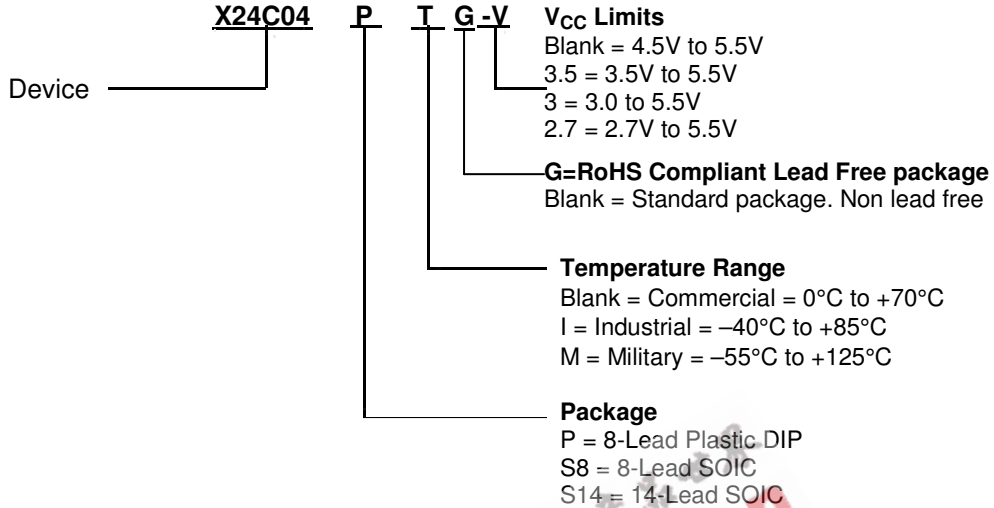 X24C04 P T G -V
Device
VCC Limits
Blank = 4.5V to 5.5V
3.5 = 3.5V to 5.5V
3 = 3.0 to 5.5V
2.7 = 2.7V to 5.5V
G=RoHS Compliant Lead Free package
Blank = Standard package. Non lead free
Temperature Range
Blank = Commercial = 0°C to +70°C
I = Industrial = –40°C to +85°C
M = Military = –55°C to +125°C
Package
P = 8-Lead Plastic DIP
S8 = 8-Lead SOIC
S14 = 14-Lead SOIC